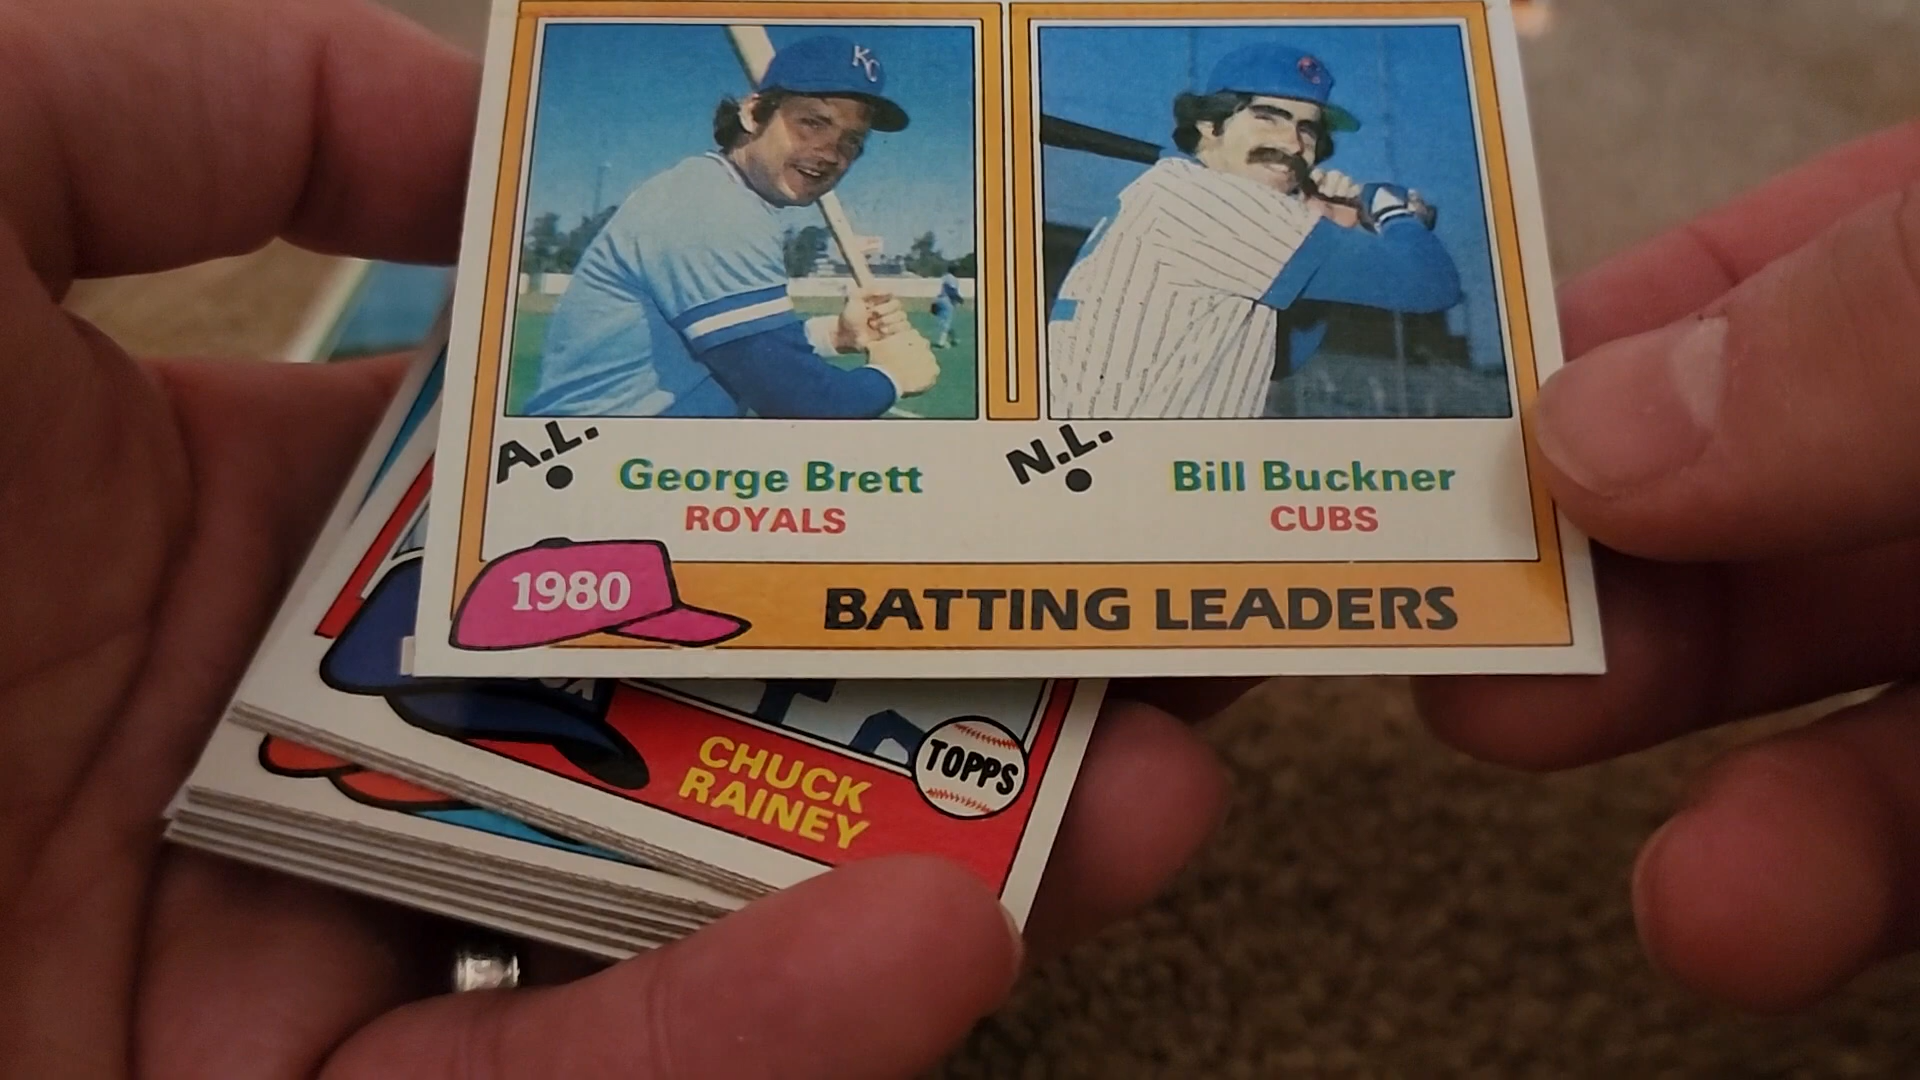 KC
A.L.
George Brett
ROYALS
N.L.
Bill Buckner
CUBS
1980
BATTING LEADERS
CHUCK
RAINEY
TOPPS